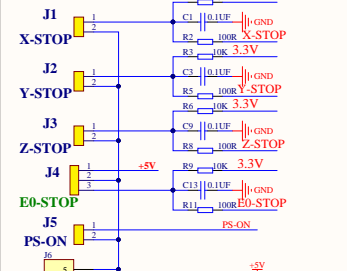 J1
X-STOP
1
2
C1 0.1UF
GND
X-STOP
R2 100R
R3 10K 3.3V
J2
Y-STOP
1
2
C3 0.1UF
GND
Y-STOP
R5 100R
R6 10K 3.3V
J3
Z-STOP
1
2
C9 0.1UF
GND
Z-STOP
R8 100R
R9 10K 3.3V
J4
E0-STOP
1
2
3
+5V
C13 0.1UF
GND
E0-STOP
R11 100R
J5
PS-ON
1
2
PS-ON
J6
5
+5V